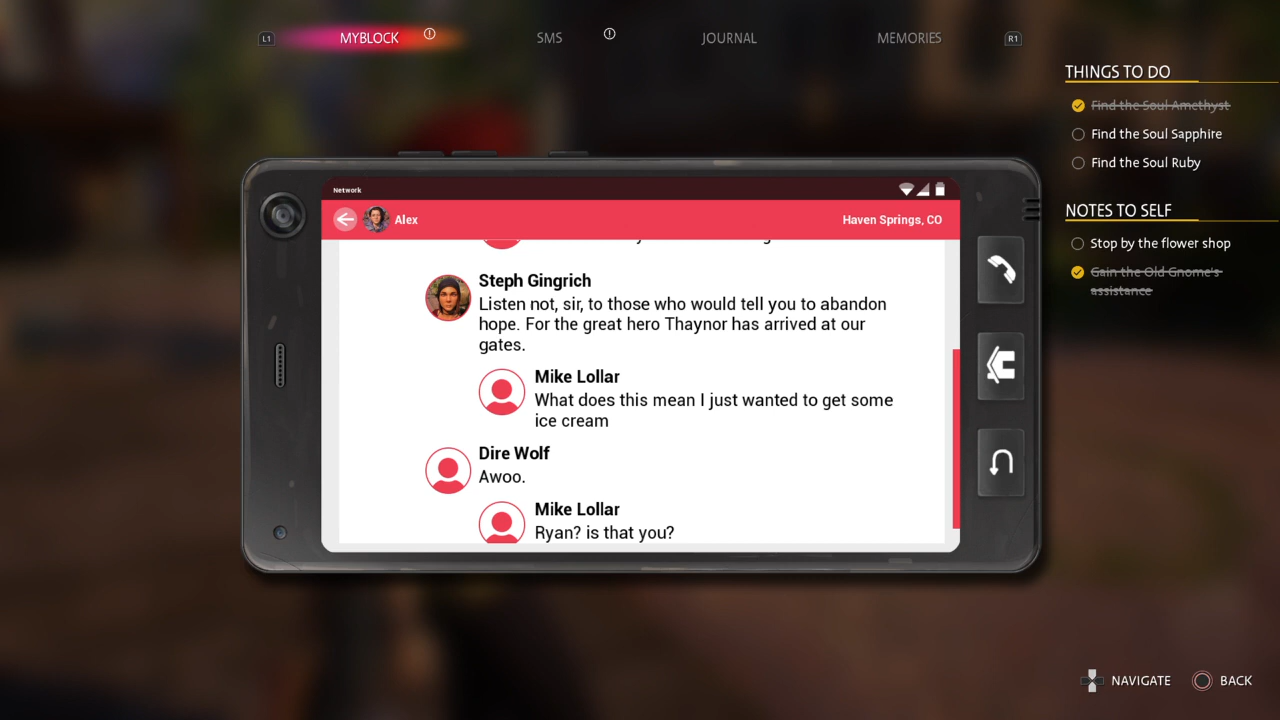 L1
MYBLOCK
SMS
JOURNAL
MEMORIES
R1
THINGS TO DO
Find the Soul Amethyst
Find the Soul Sapphire
Find the Soul Ruby
NOTES TO SELF
Stop by the flower shop
Gain the Old Gnome's
assistance
Network
Alex
Haven Springs, CO
Steph Gingrich
Listen not, sir, to those who would tell you to abandon
hope. For the great hero Thaynor has arrived at our
gates.
Mike Lollar
What does this mean I just wanted to get some
ice cream
Dire Wolf
Awoo.
Mike Lollar
Ryan? is that you?
NAVIGATE
BACK